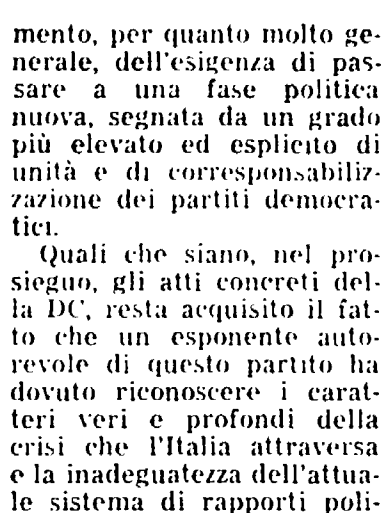 mento, per quanto molto ge-
nerale, dell'esigenza di pas-
sare a una fase politica
nuova, segnata da un grado
più elevato ed esplicito di
unità e di corresponsabiliz-
zazione dei partiti democra-
tici.
Quali che siano, nel pro-
sieguo, gli atti concreti del-
la DC, resta acquisito il fat-
to che un esponente auto-
revole di questo partito ha
dovuto riconoscere i carat-
teri veri e profondi della
crisi che l'Italia attraversa
e la inadeguatezza dell'attua-
le sistema di rapporti poli-